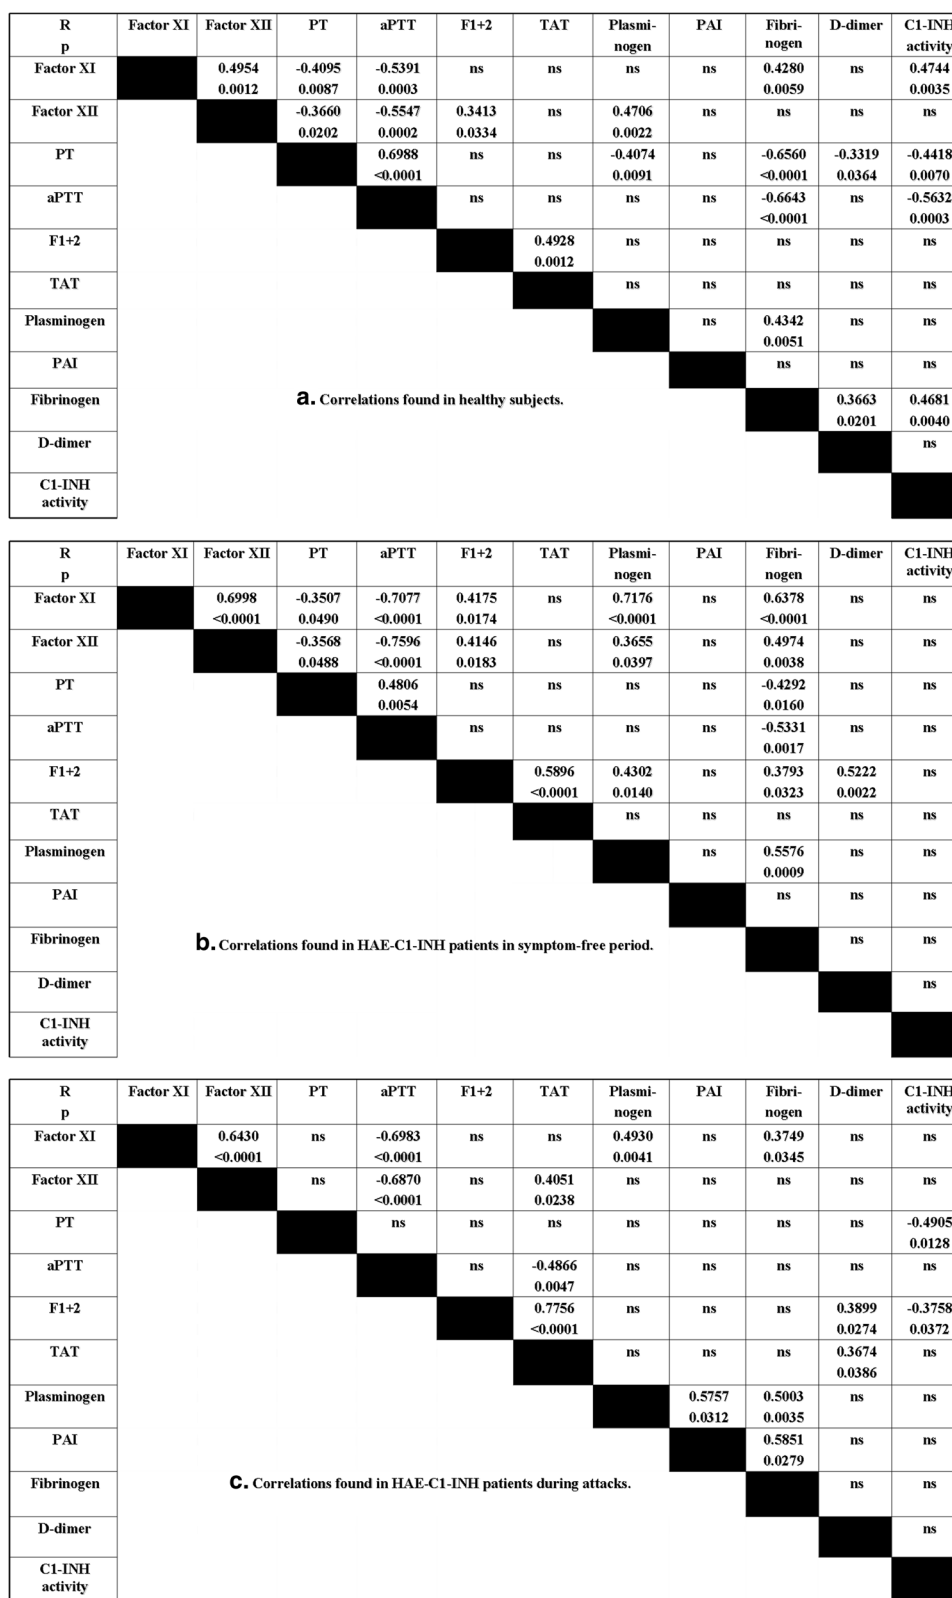 R Factor XI Factor XII PT aPTT F1+2 TAT Plasmi- PAI Fibri- D-dimer C1-INH
p nogen nogen activity
Factor XI 0.4954 -0.4095 -0.5391 ns ns ns ns 0.4280 ns 0.4744
0.0012 0.0087 0.0003 0.0059 0.0035
Factor XII -0.3660 -0.5547 0.3413 ns 0.4706 ns ns ns ns
0.0202 0.0002 0.0334 0.0022
PT 0.6988 ns ns -0.4074 ns -0.6560 -0.3319 -0.4418
<0.0001 0.0091 <0.0001 0.0364 0.0070
aPTT ns ns ns ns -0.6643 ns -0.5632
<0.0001 0.0003
F1+2 0.4928 ns ns ns ns ns
0.0012
TAT ns ns ns ns ns
Plasminogen ns 0.4342 ns ns
0.0051
PAI ns ns ns
Fibrinogen 0.3663 0.4681
0.0201 0.0040
a. Correlations found in healthy subjects.
D-dimer ns
C1-INH
activity
R Factor XI Factor XII PT aPTT F1+2 TAT Plasmi- PAI Fibri- D-dimer C1-INH
p nogen nogen activity
Factor XI 0.6998 -0.3507 -0.7077 0.4175 ns 0.7176 ns 0.6378 ns ns
<0.0001 0.0490 <0.0001 0.0174 <0.0001 <0.0001
Factor XII -0.3568 -0.7596 0.4146 ns 0.3655 ns 0.4974 ns ns
0.0488 <0.0001 0.0183 0.0397 0.0038
PT 0.4806 ns ns ns ns -0.4292 ns ns
0.0054 0.0160
aPTT ns ns ns ns -0.5331 ns ns
0.0017
F1+2 0.5896 0.4302 ns 0.3793 0.5222 ns
<0.0001 0.0140 0.0323 0.0022
TAT ns ns ns ns ns
Plasminogen ns 0.5576 ns ns
0.0009
PAI ns ns ns
Fibrinogen ns ns
b. Correlations found in HAE-C1-INH patients in symptom-free period.
D-dimer ns
C1-INH
activity
R Factor XI Factor XII PT aPTT F1+2 TAT Plasmi- PAI Fibri- D-dimer C1-INH
p nogen nogen activity
Factor XI 0.6430 ns -0.6983 ns ns 0.4930 ns 0.3749 ns ns
<0.0001 <0.0001 0.0041 0.0345
Factor XII ns -0.6870 ns 0.4051 ns ns ns ns ns
<0.0001 0.0238
PT ns ns ns ns ns ns ns -0.4905
0.0128
aPTT ns -0.4866 ns ns ns ns ns
0.0047
F1+2 0.7756 ns ns ns 0.3899 -0.3758
<0.0001 0.0274 0.0372
TAT ns ns ns 0.3674 ns
0.0386
Plasminogen 0.5757 0.5003 ns ns
0.0312 0.0035
PAI 0.5851 ns ns
0.0279
Fibrinogen ns ns
c. Correlations found in HAE-C1-INH patients during attacks.
D-dimer ns
C1-INH
activity